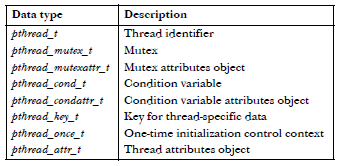 Data type Description
pthread_t Thread identifier
pthread_mutex_t Mutex
pthread_mutexattr_t Mutex attributes object
pthread_cond_t Condition variable
pthread_condattr_t Condition variable attributes object
pthread_key_t Key for thread-specific data
pthread_once_t One-time initialization control context
pthread_attr_t Thread attributes object